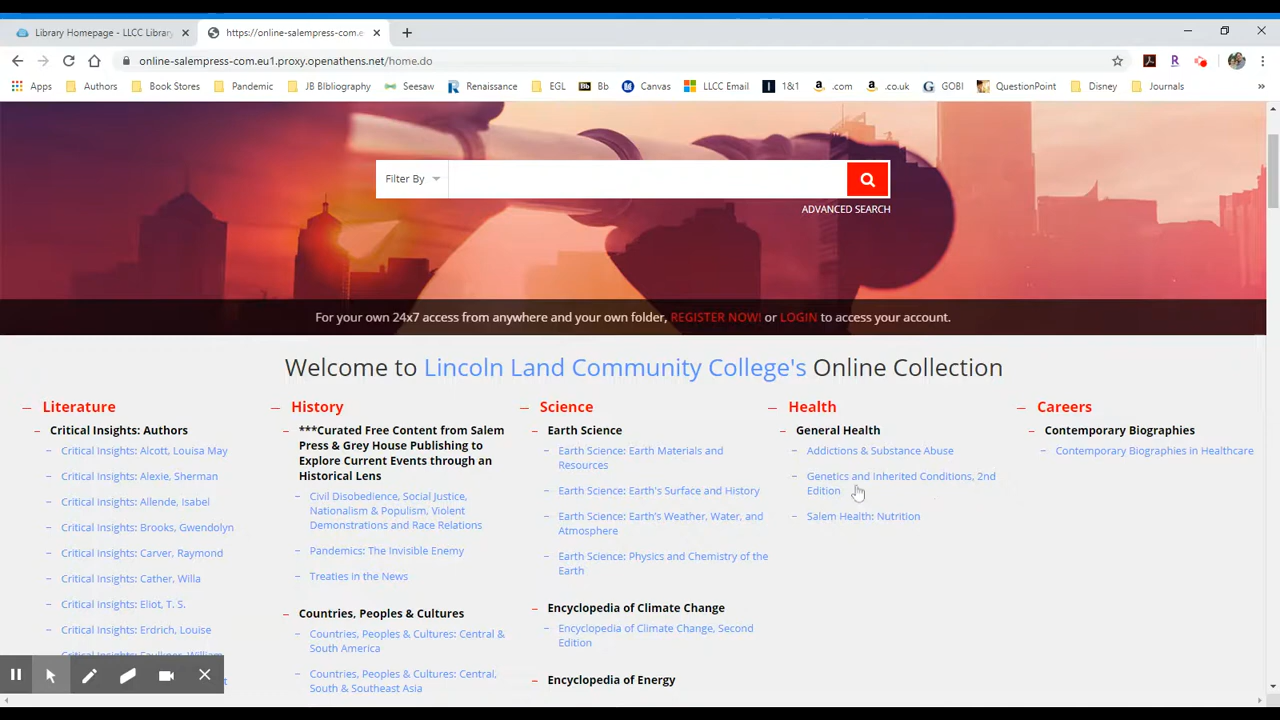 Library Homepage - LLCC Library
https://online-salempress-com.e
online-salempress-com.eu1.proxy.openathens.net/home.do
Apps Authors Book Stores Pandemic JB BIbliography Seesaw Renaissance EGL Bb Canvas LLCC Email 1&1 .com .co.uk GOBI QuestionPoint Disney Journals »
Filter By
ADVANCED SEARCH
For your own 24x7 access from anywhere and your own folder, REGISTER NOW! or LOGIN to access your account.
Welcome to Lincoln Land Community College's Online Collection
Literature
Critical Insights: Authors
Critical Insights: Alcott, Louisa May
Critical Insights: Alexie, Sherman
Critical Insights: Allende, Isabel
Critical Insights: Brooks, Gwendolyn
Critical Insights: Carver, Raymond
Critical Insights: Cather, Willa
Critical Insights: Eliot, T. S.
Critical Insights: Erdrich, Louise
Critical Insights: Faulkner, William
History
***Curated Free Content from Salem
Press & Grey House Publishing to
Explore Current Events through an
Historical Lens
Civil Disobedience, Social Justice,
Nationalism & Populism, Violent
Demonstrations and Race Relations
Pandemics: The Invisible Enemy
Treaties in the News
Countries, Peoples & Cultures
Countries, Peoples & Cultures: Central &
South America
Countries, Peoples & Cultures: Central,
South & Southeast Asia
Science
Earth Science
Earth Science: Earth Materials and
Resources
Earth Science: Earth's Surface and History
Earth Science: Earth's Weather, Water, and
Atmosphere
Earth Science: Physics and Chemistry of the
Earth
Encyclopedia of Climate Change
Encyclopedia of Climate Change, Second
Edition
Encyclopedia of Energy
Health
General Health
Addictions & Substance Abuse
Genetics and Inherited Conditions, 2nd
Edition
Salem Health: Nutrition
Careers
Contemporary Biographies
Contemporary Biographies in Healthcare